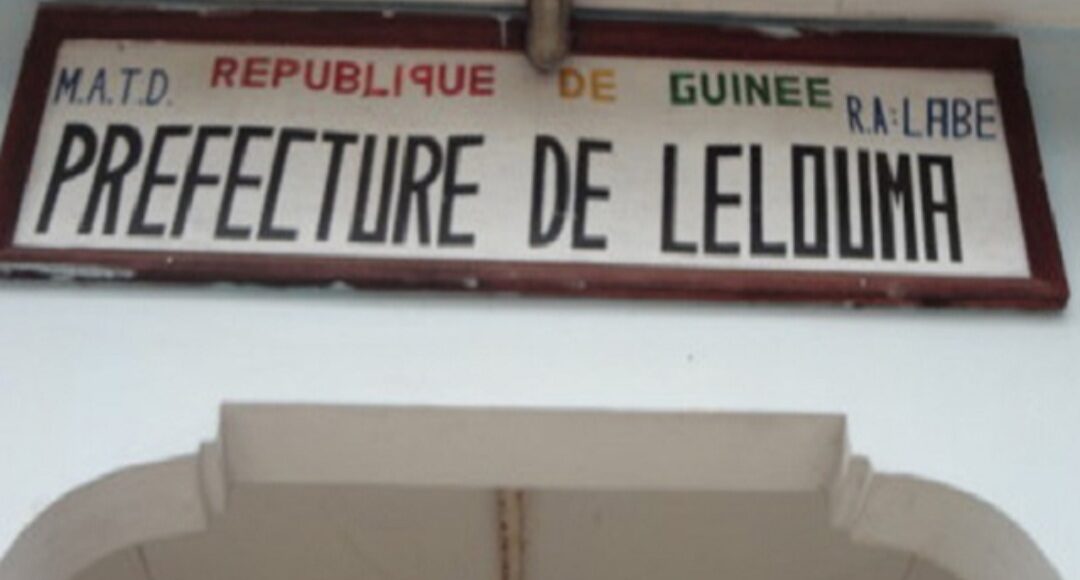 M.A.T.D. REPUBLIQUE DE GUINEE R.A: LABE
PREFECTURE DE LELOUMA